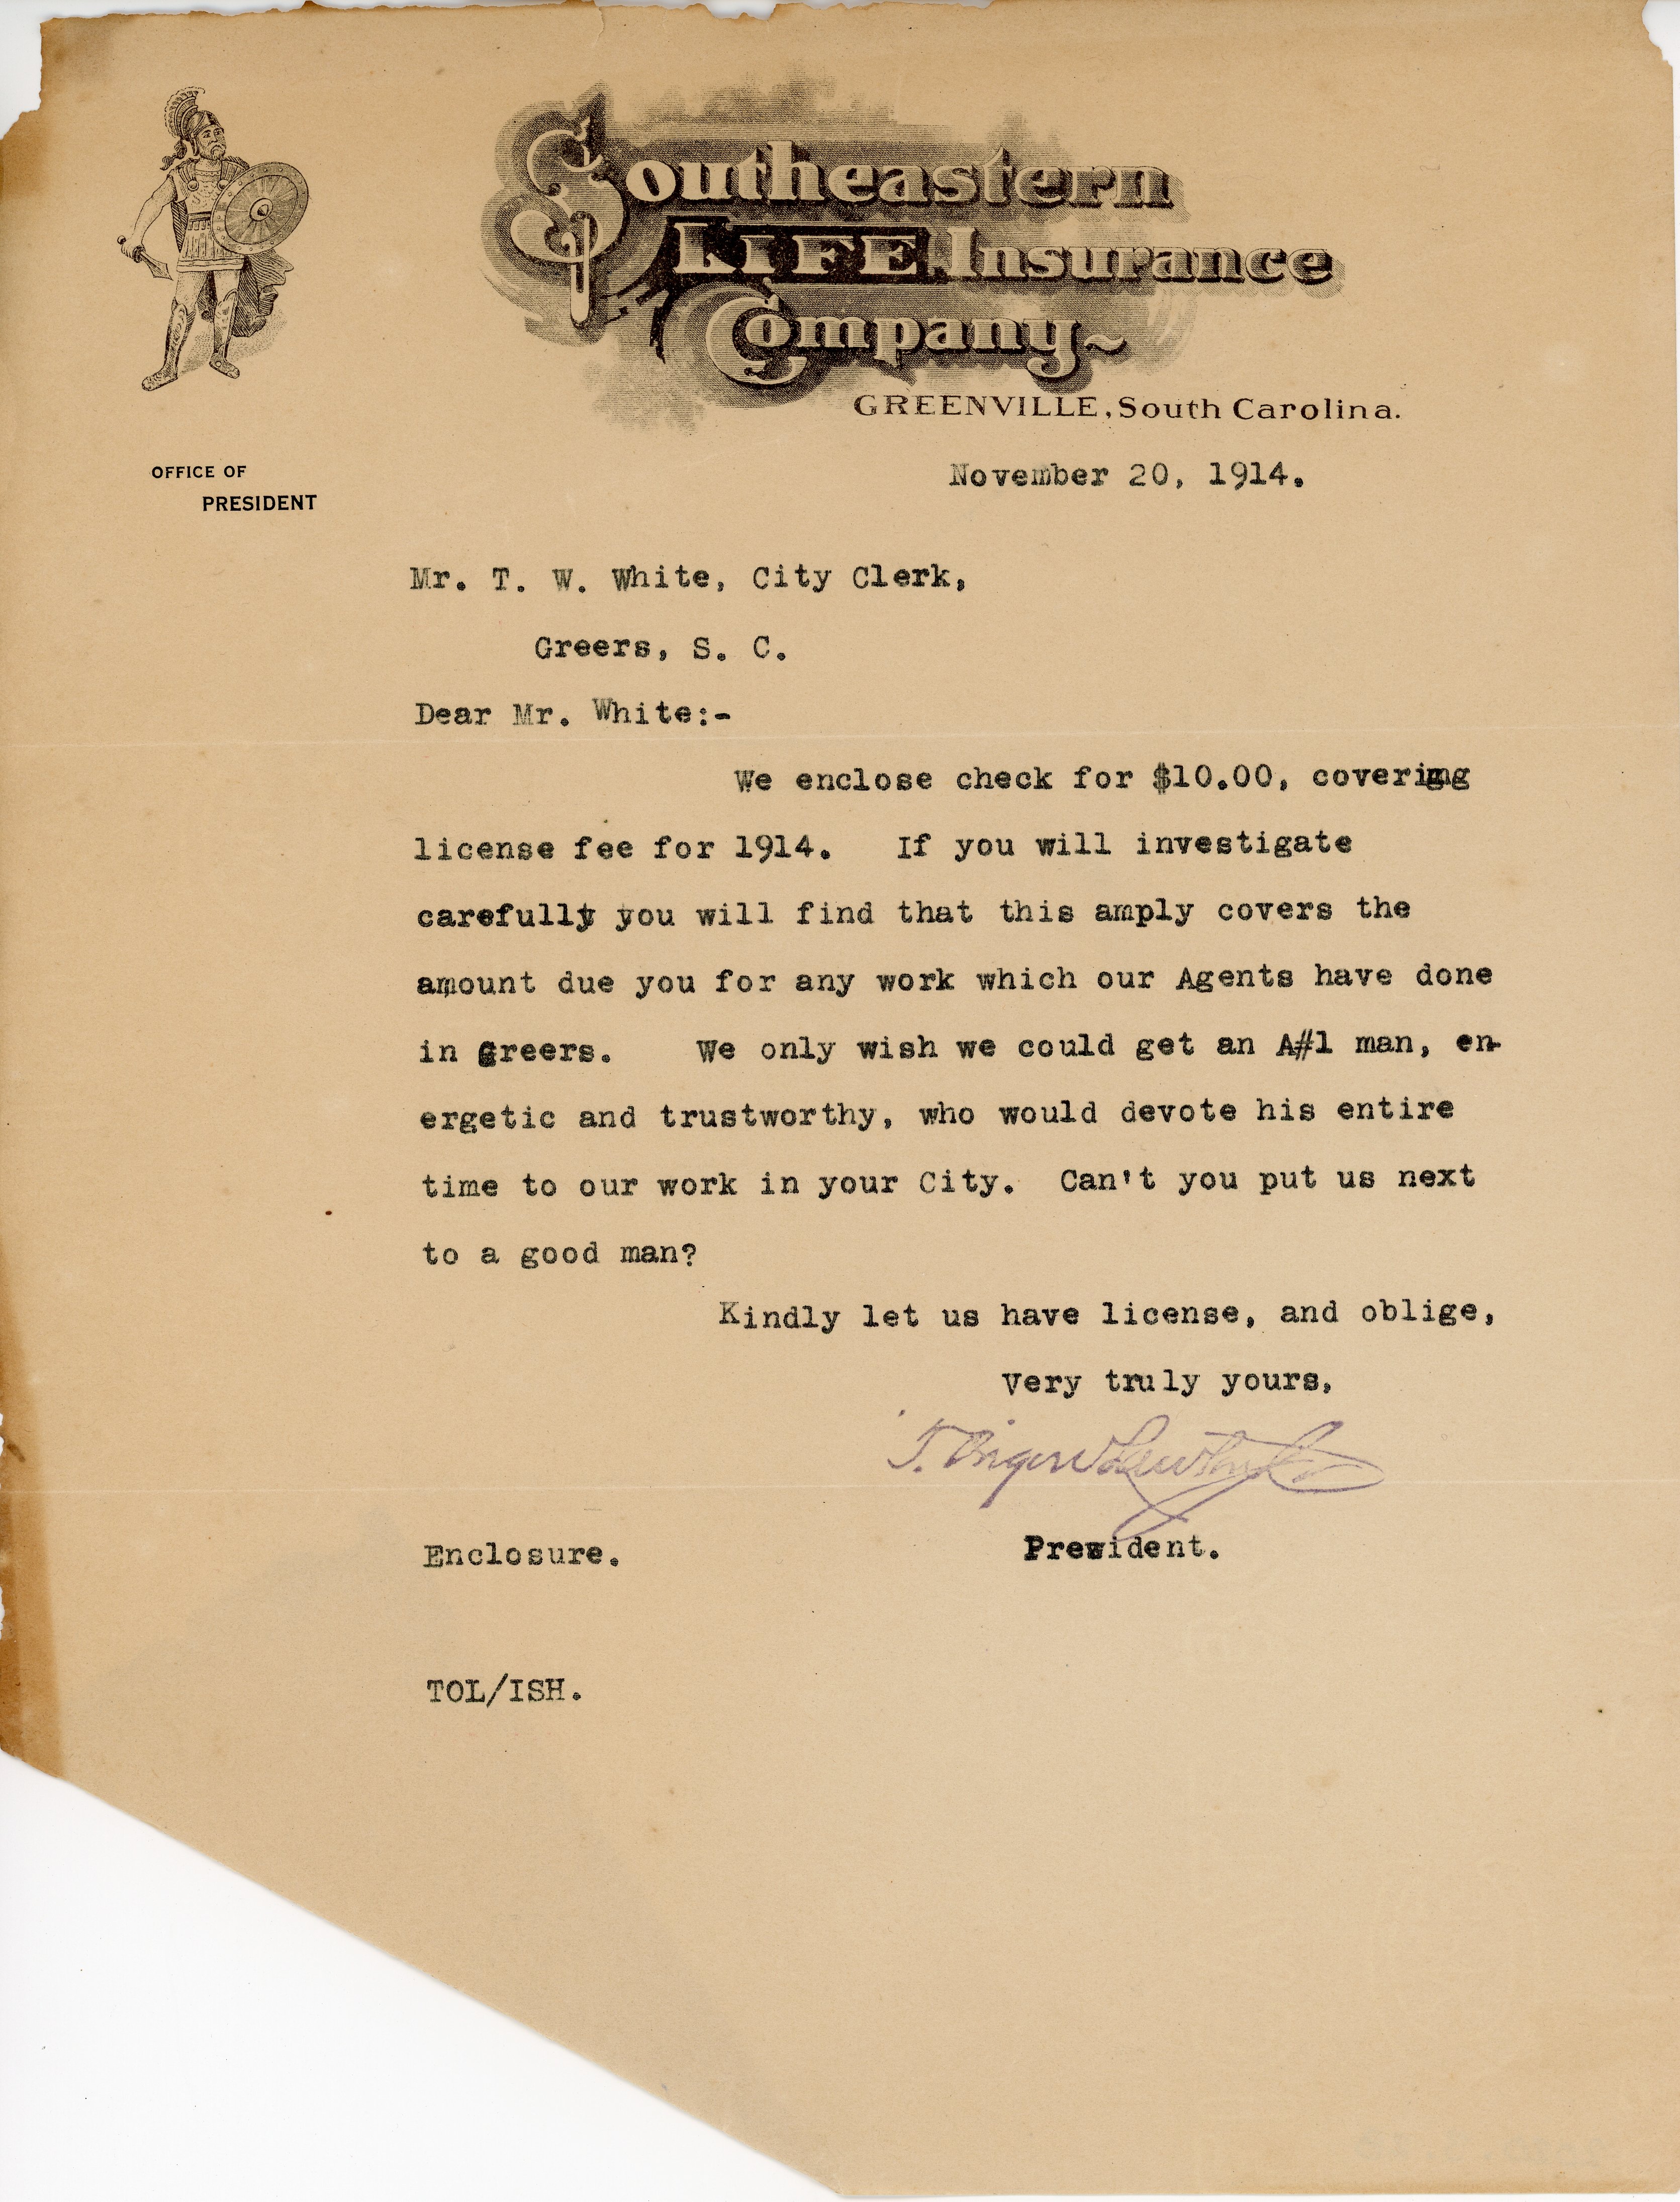 Southeastern
LIFE Insurance
Company
GREENVILLE, South Carolina.
OFFICE OF
PRESIDENT
November 20, 1914.
Mr. T. W. White, City Clerk,
Greers, S. C.
Dear Mr. White:-
We enclose check for $10.00, covering
license fee for 1914. If you will investigate
carefully you will find that this amply covers the
amount due you for any work which our Agents have done
in Greers. We only wish we could get an A#1 man, en-
ergetic and trustworthy, who would devote his entire
time to our work in your City. Can't you put us next
to a good man?
Kindly let us have license, and oblige,
Very truly yours,
T.
President.
Enclosure.
TOL/ISH.